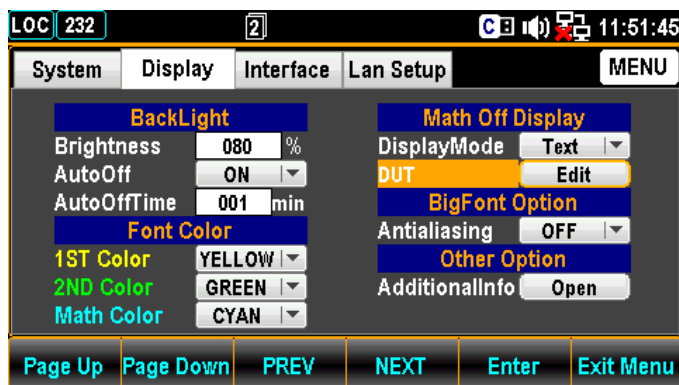 LOC 232 2 C 11:51:45
System Display Interface Lan Setup MENU
BackLight
Brightness 080 %
AutoOff ON
AutoOffTime 001 min
Font Color
1ST Color YELLOW
2ND Color GREEN
Math Color CYAN
Math Off Display
DisplayMode Text
DUT Edit
BigFont Option
Antialiasing OFF
Other Option
AdditionalInfo Open
Page Up Page Down PREV NEXT Enter Exit Menu